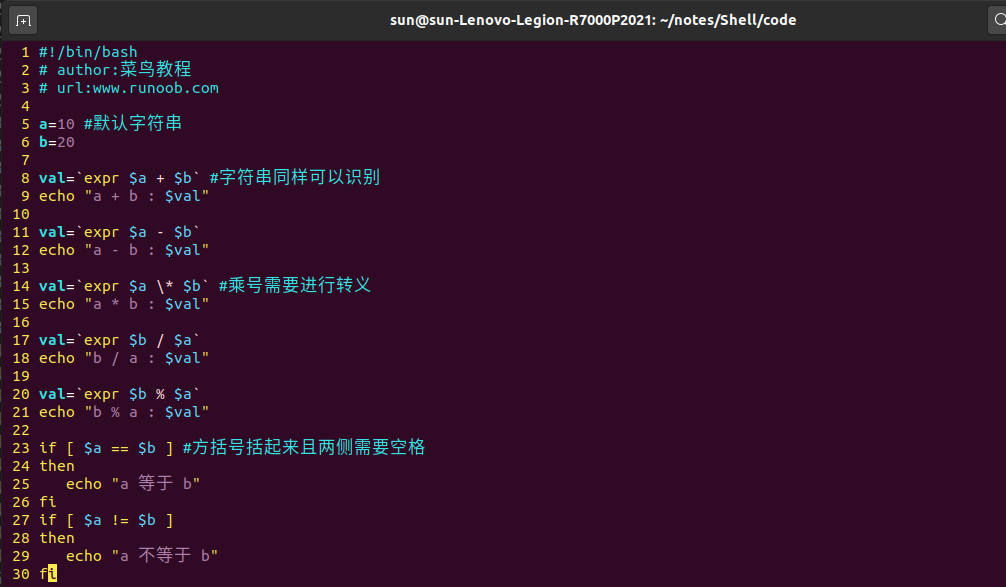 sun@sun-Lenovo-Legion-R7000P2021: ~/notes/Shell/code
1 #!/bin/bash
2 # author:菜鸟教程
3 # url:www.runoob.com
4
5 a=10 #默认字符串
6 b=20
7
8 val=`expr $a + $b` #字符串同样可以识别
9 echo "a + b : $val"
10
11 val=`expr $a - $b`
12 echo "a - b : $val"
13
14 val=`expr $a \* $b` #乘号需要进行转义
15 echo "a * b : $val"
16
17 val=`expr $b / $a`
18 echo "b / a : $val"
19
20 val=`expr $b % $a`
21 echo "b % a : $val"
22
23 if [ $a == $b ] #方括号括起来且两侧需要空格
24 then
25    echo "a 等于 b"
26 fi
27 if [ $a != $b ]
28 then
29    echo "a 不等于 b"
30 fi